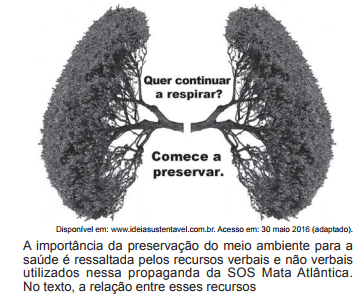 Quer continuar
a respirar?
Comece a
preservar.
Disponível em: www.ideiasustentavel.com.br. Acesso em: 30 maio 2016 (adaptado).
A importância da preservação do meio ambiente para a
saúde é ressaltada pelos recursos verbais e não verbais
utilizados nessa propaganda da SOS Mata Atlântica.
No texto, a relação entre esses recursos